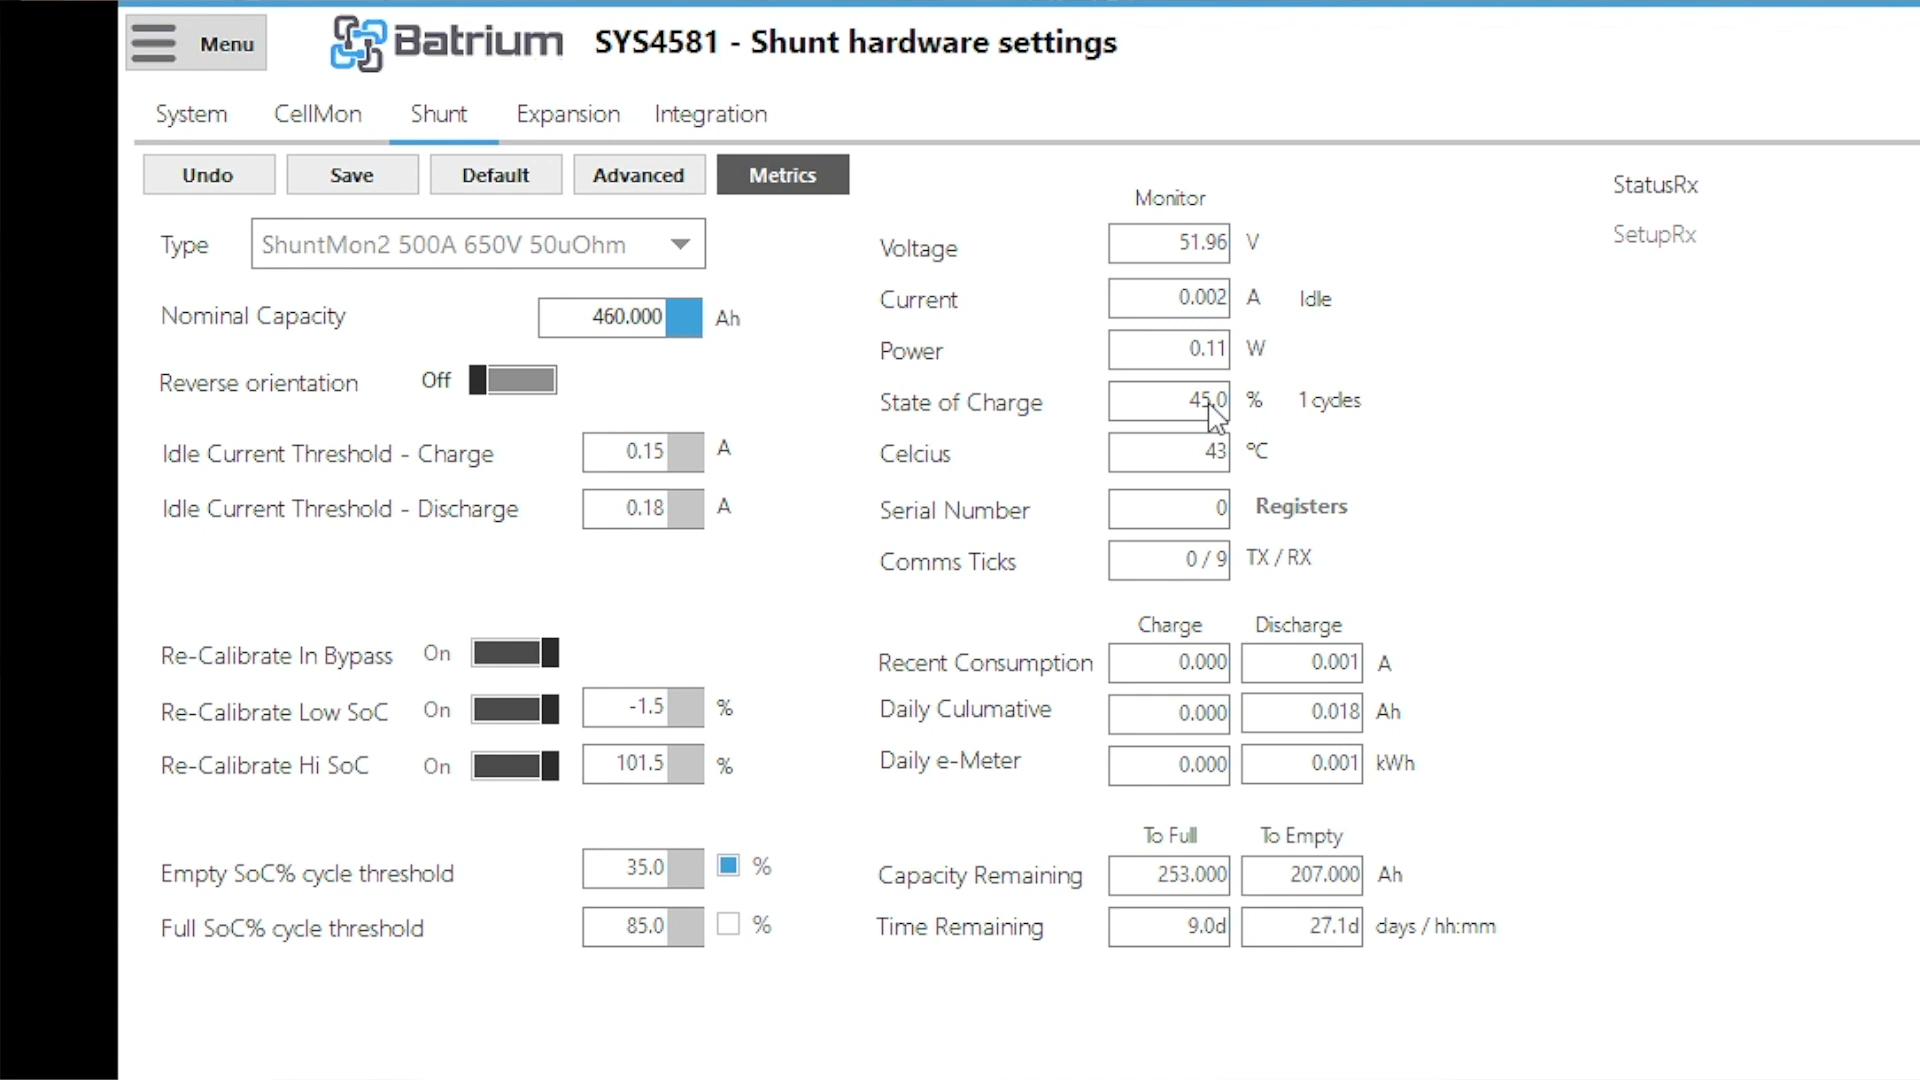 Menu
Batrium
SYS4581 - Shunt hardware settings
System CellMon Shunt Expansion Integration
Undo Save Default Advanced Metrics
Type ShuntMon2 500A 650V 50uOhm
Nominal Capacity 460.000 Ah
Reverse orientation Off
Idle Current Threshold - Charge 0.15 A
Idle Current Threshold - Discharge 0.18 A
Re-Calibrate In Bypass On
Re-Calibrate Low SoC On -1.5 %
Re-Calibrate Hi SoC On 101.5 %
Empty SoC% cycle threshold 35.0 %
Full SoC% cycle threshold 85.0 %
Monitor
Voltage 51.96 V
Current 0.002 A Idle
Power 0.11 W
State of Charge 45.0 % 1 cycles
Celcius 43 °C
Serial Number 0 Registers
Comms Ticks 0 / 9 TX / RX
Charge Discharge
Recent Consumption 0.000 0.001 A
Daily Culumative 0.000 0.018 Ah
Daily e-Meter 0.000 0.001 kWh
To Full To Empty
Capacity Remaining 253.000 207.000 Ah
Time Remaining 9.0d 27.1d days / hh:mm
StatusRx
SetupRx